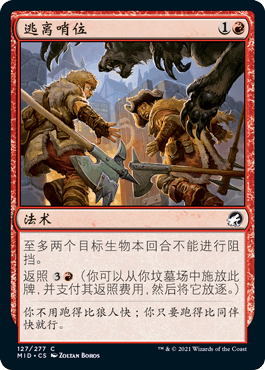 逃离哨位 1
法术
至多两个目标生物本回合不能进行阻
挡。
返照 3（你可以从你坟墓场中施放此
牌，并支付其返照费用，然后将它放逐。）
你不用跑得比狼人快；你只要跑得比同伴
快就行。
127/277 C
MID • CS ZOLTAN BOROS
™ & © 2021 Wizards of the Coast